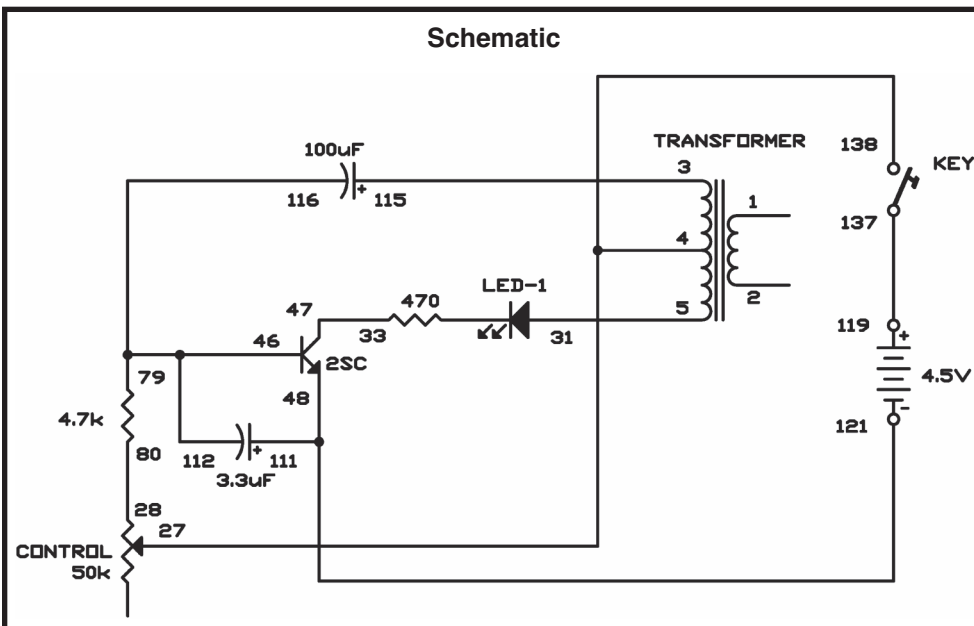 Schematic
TRANSFORMER
138
KEY
100uF
3
116
+
115
1
137
4
LED-1
2
470
5
47
119
+
33
31
46
2SC
4.5V
79
48
-
121
4.7k
80
112
+
111
3.3uF
28
27
CONTROL
50k